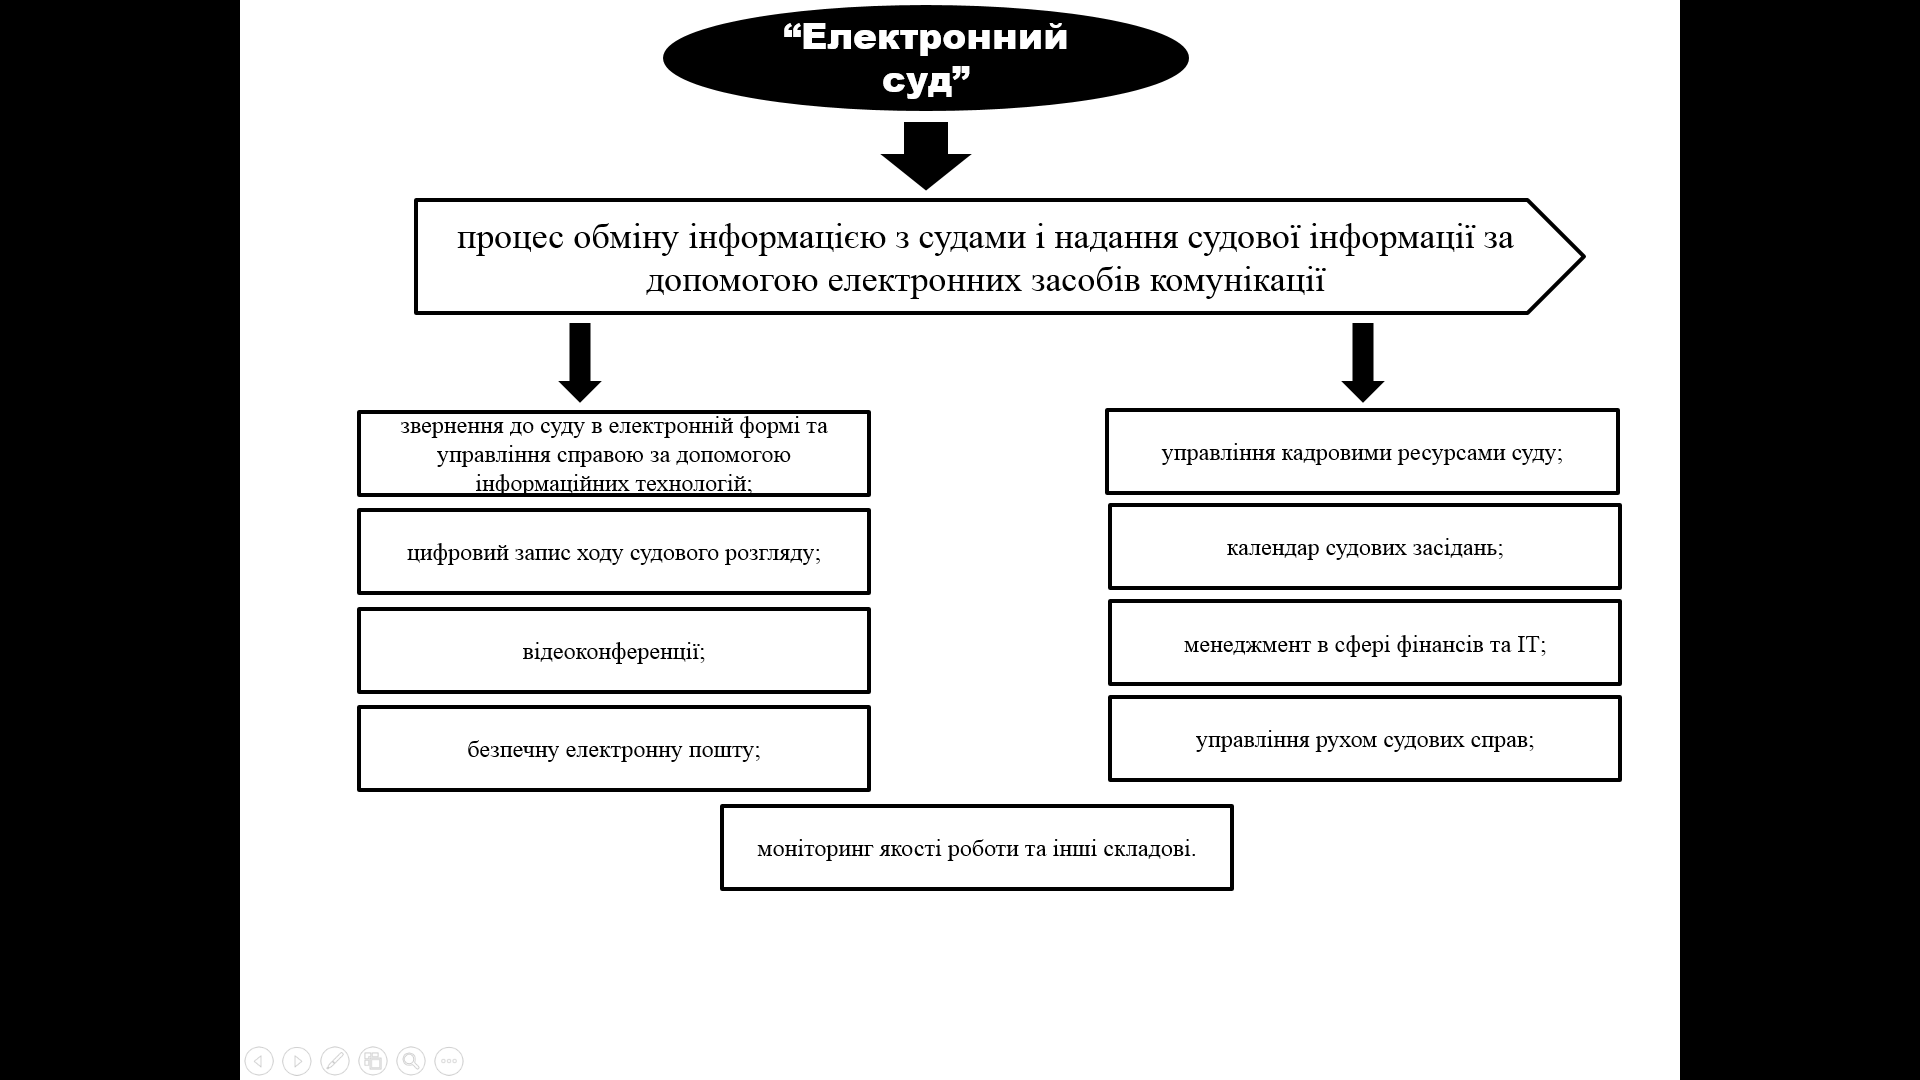 “Електронний
суд”
процес обміну інформацією з судами і надання судової інформації за
допомогою електронних засобів комунікації
звернення до суду в електронній формі та
управління справою за допомогою
інформаційних технологій;
цифровий запис ходу судового розгляду;
відеоконференції;
безпечну електронну пошту;
управління кадровими ресурсами суду;
календар судових засідань;
менеджмент в сфері фінансів та ІТ;
управління рухом судових справ;
моніторинг якості роботи та інші складові.